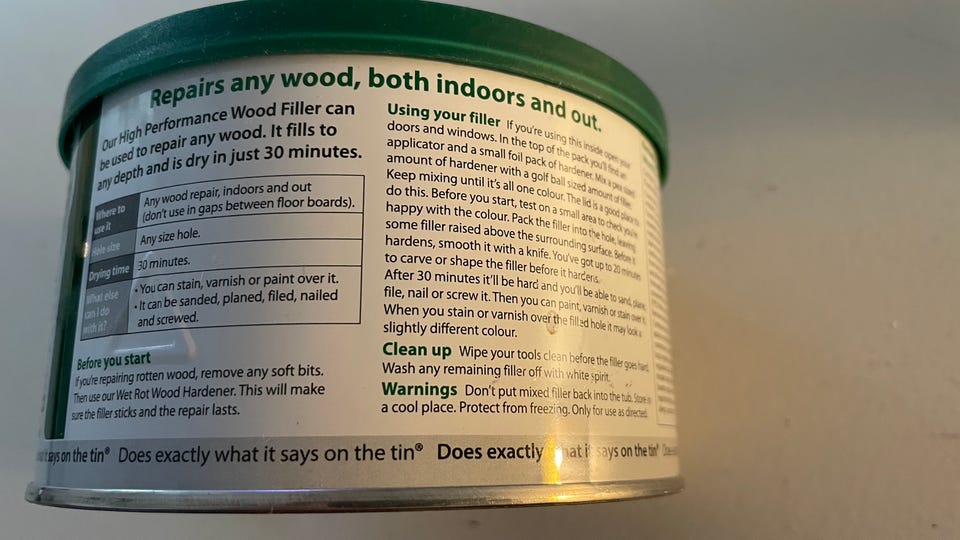 Repairs any wood, both indoors and out.
Our High Performance Wood Filler can
be used to repair any wood. It fills to
any depth and is dry in just 30 minutes.
Where to
use it
Any wood repair, indoors and out
(don't use in gaps between floor boards).
Hole size
Any size hole.
Drying time
30 minutes.
What else
can I do
with it?
• You can stain, varnish or paint over it.
• It can be sanded, planed, filed, nailed
and screwed.
Before you start
If you're repairing rotten wood, remove any soft bits.
Then use our Wet Rot Wood Hardener. This will make
sure the filler sticks and the repair lasts.
Using your filler If you're using this inside open your
doors and windows. In the top of the pack you'll find an
applicator and a small foil pack of hardener. Mix a pea sized
amount of hardener with a golf ball sized amount of filler.
Keep mixing until it's all one colour. The lid is a good place to
do this. Before you start, test on a small area to check you're
happy with the colour. Pack the filler into the hole, leaving
some filler raised above the surrounding surface. Before it
hardens, smooth it with a knife. You've got up to 20 minutes
to carve or shape the filler before it hardens.
After 30 minutes it'll be hard and you'll be able to sand, plane,
file, nail or screw it. Then you can paint, varnish or stain over it.
When you stain or varnish over the filled hole it may look a
slightly different colour.
Clean up Wipe your tools clean before the filler goes hard.
Wash any remaining filler off with white spirit.
Warnings Don't put mixed filler back into the tub. Store in
a cool place. Protect from freezing. Only for use as directed.
it says on the tin® Does exactly what it says on the tin® Does exactly hat it says on the tin® Does